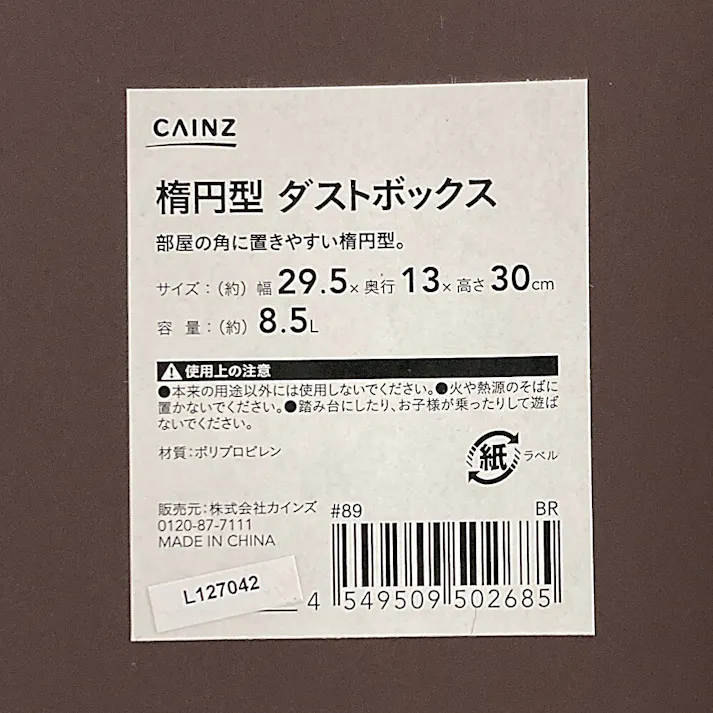 CAINZ
楕円型 ダストボックス
部屋の角に置きやすい楕円型。
サイズ：（約）幅 29.5× 奥行 13× 高さ 30cm
容 量：（約）8.5L
使用上の注意
●本来の用途以外には使用しないでください。●火や熱源のそばに
置かないでください。●踏み台にしたり、お子様が乗ったりして遊ば
ないでください。
材質：ポリプロピレン
紙 ラベル
販売元：株式会社カインズ
0120-87-7111
MADE IN CHINA
#89 BR
L127042
4 549509 502685